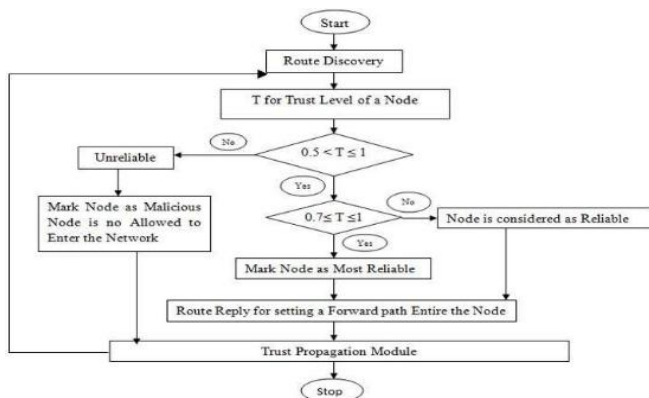 Start
Route Discovery
T for Trust Level of a Node
No
0.5 < T ≤ 1
Unreliable
Yes
No
Mark Node as Malicious
Node is no Allowed to
Enter the Network
0.7≤ T ≤1
Node is considered as Reliable
Yes
Mark Node as Most Reliable
Route Reply for setting a Forward path Entire the Node
Trust Propagation Module
Stop